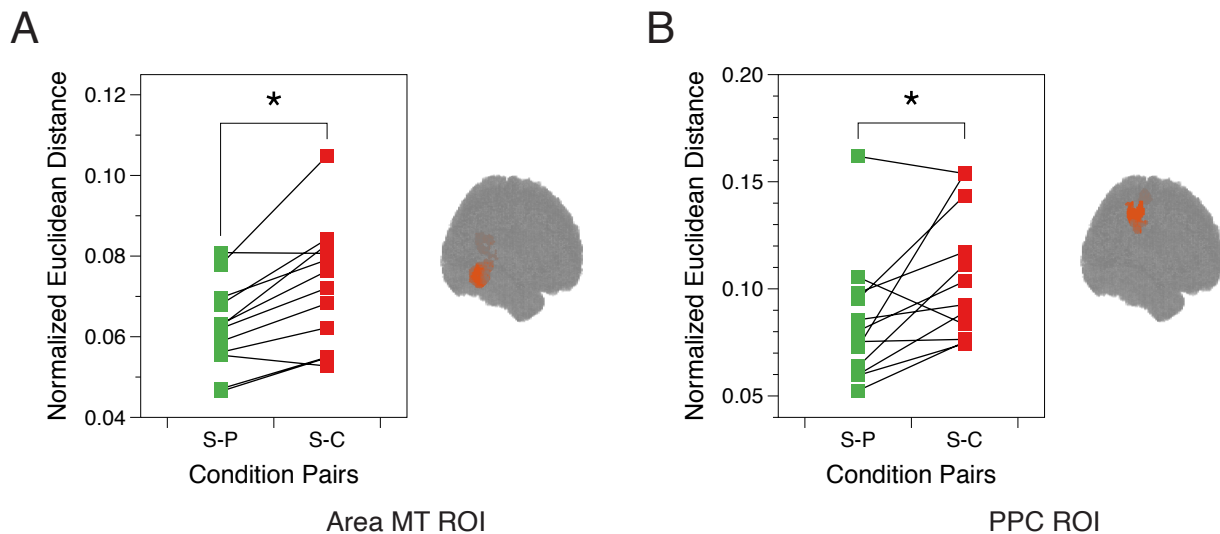 A
Normalized Euclidean Distance
0.12
0.10
0.08
0.06
0.04
*
S-P
S-C
Condition Pairs
Area MT ROI
B
Normalized Euclidean Distance
0.20
0.15
0.10
0.05
*
S-P
S-C
Condition Pairs
PPC ROI